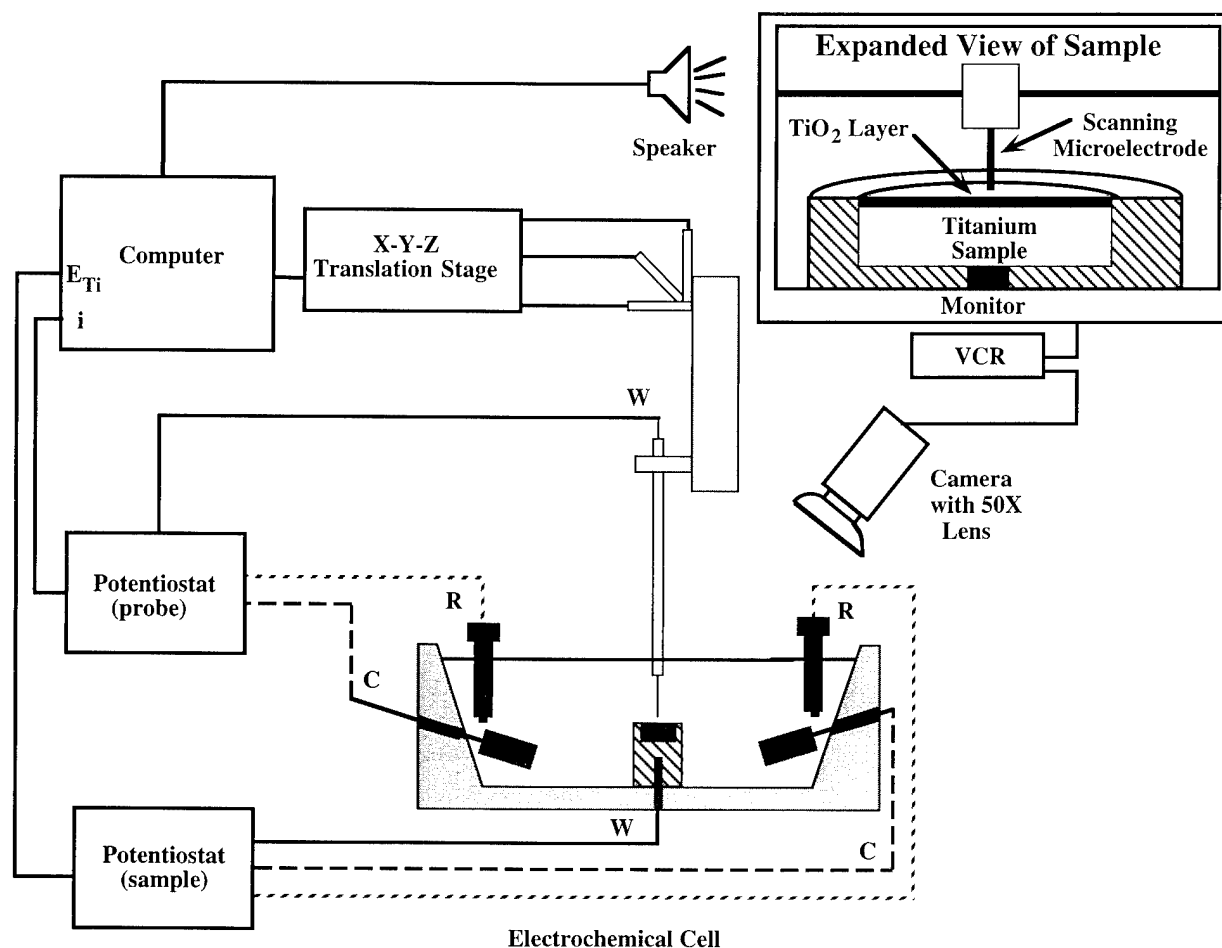 Expanded View of Sample
TiO2 Layer
Scanning
Microelectrode
Titanium
Sample
Monitor
Speaker
Computer
ETi
i
X-Y-Z
Translation Stage
VCR
W
Camera
with 50X
Lens
Potentiostat
(probe)
R
R
C
W
C
Potentiostat
(sample)
Electrochemical Cell